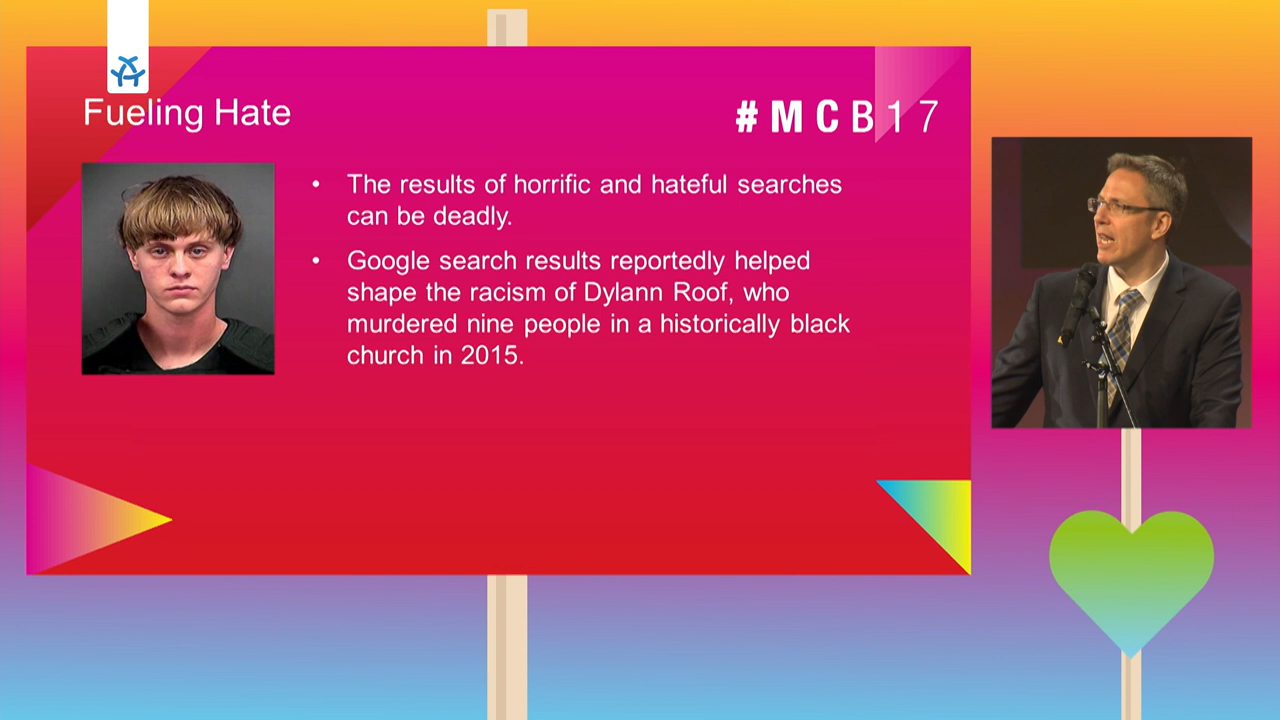 Fueling Hate
#MCB17
• The results of horrific and hateful searches
can be deadly.
• Google search results reportedly helped
shape the racism of Dylann Roof, who
murdered nine people in a historically black
church in 2015.